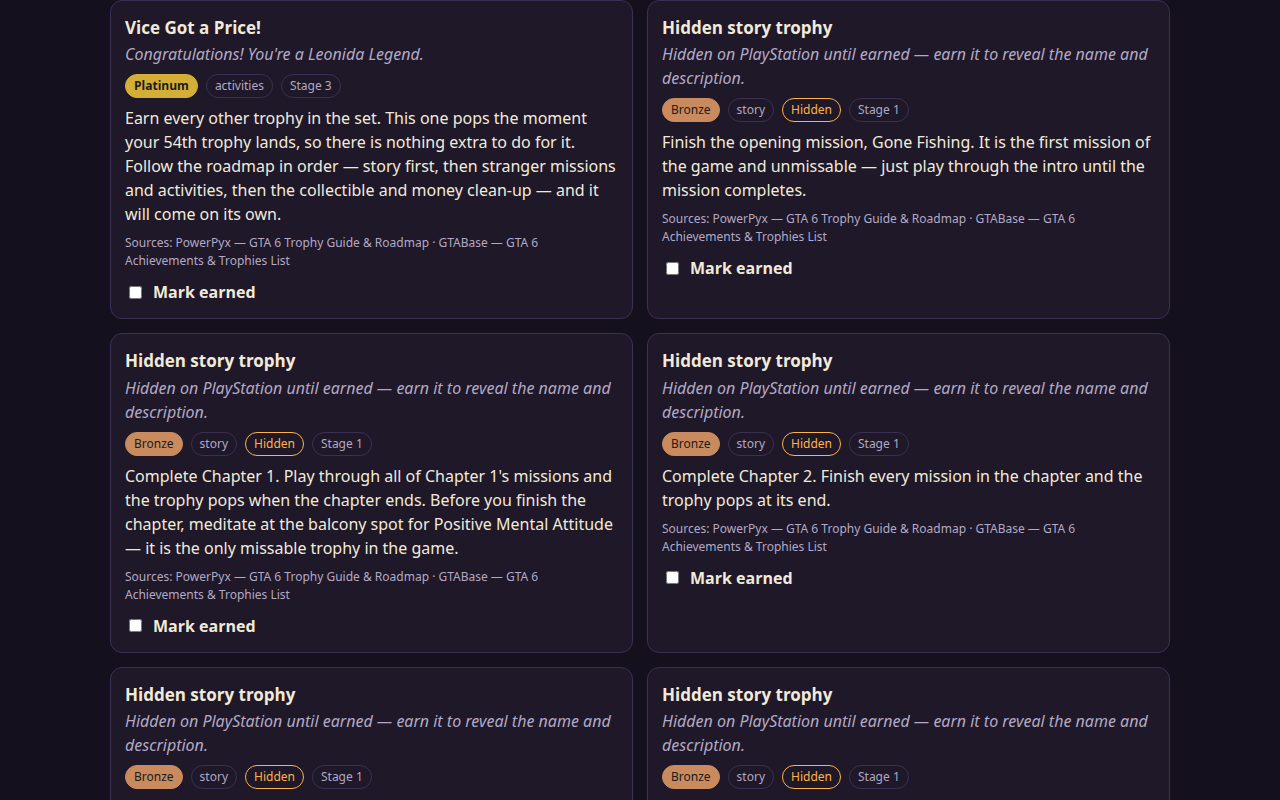 Vice Got a Price!
Congratulations! You're a Leonida Legend.
Platinum activities Stage 3
Earn every other trophy in the set. This one pops the moment
your 54th trophy lands, so there is nothing extra to do for it.
Follow the roadmap in order — story first, then stranger missions
and activities, then the collectible and money clean-up — and it
will come on its own.
Sources: PowerPyx — GTA 6 Trophy Guide & Roadmap · GTABase — GTA 6
Achievements & Trophies List
Mark earned
Hidden story trophy
Hidden on PlayStation until earned — earn it to reveal the name and
description.
Bronze story Hidden Stage 1
Finish the opening mission, Gone Fishing. It is the first mission of
the game and unmissable — just play through the intro until the
mission completes.
Sources: PowerPyx — GTA 6 Trophy Guide & Roadmap · GTABase — GTA 6
Achievements & Trophies List
Mark earned
Hidden story trophy
Hidden on PlayStation until earned — earn it to reveal the name and
description.
Bronze story Hidden Stage 1
Complete Chapter 1. Play through all of Chapter 1's missions and
the trophy pops when the chapter ends. Before you finish the
chapter, meditate at the balcony spot for Positive Mental Attitude
— it is the only missable trophy in the game.
Sources: PowerPyx — GTA 6 Trophy Guide & Roadmap · GTABase — GTA 6
Achievements & Trophies List
Mark earned
Hidden story trophy
Hidden on PlayStation until earned — earn it to reveal the name and
description.
Bronze story Hidden Stage 1
Complete Chapter 2. Finish every mission in the chapter and the
trophy pops at its end.
Sources: PowerPyx — GTA 6 Trophy Guide & Roadmap · GTABase — GTA 6
Achievements & Trophies List
Mark earned
Hidden story trophy
Hidden on PlayStation until earned — earn it to reveal the name and
description.
Bronze story Hidden Stage 1
Hidden story trophy
Hidden on PlayStation until earned — earn it to reveal the name and
description.
Bronze story Hidden Stage 1